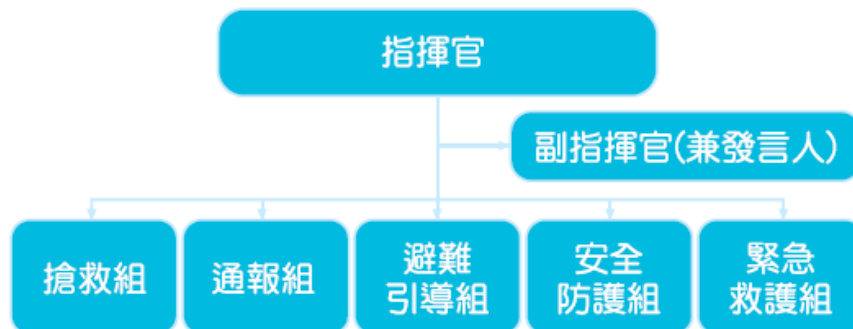 指揮官
副指揮官(兼發言人)
搶救組
通報組
避難
引導組
安全
防護組
緊急
救護組